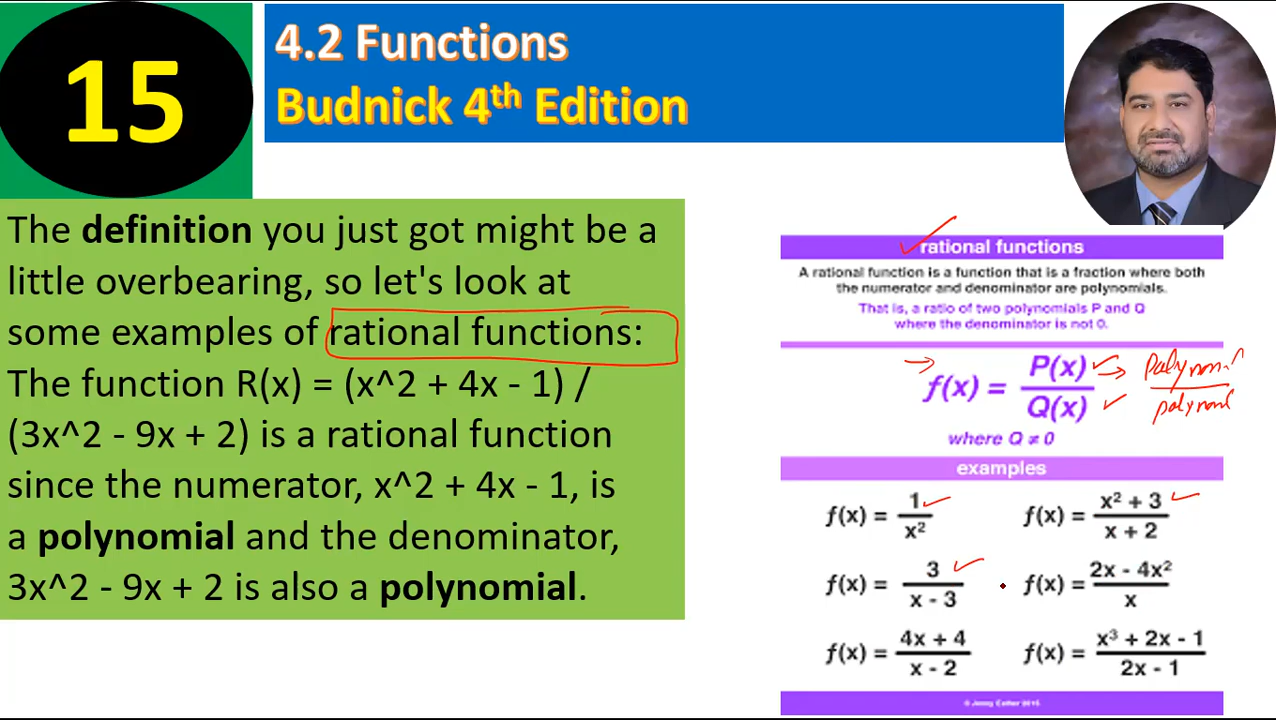 15
4.2 Functions
Budnick 4th Edition
The definition you just got might be a
little overbearing, so let's look at
some examples of rational functions:
The function R(x) = (x^2 + 4x - 1) /
(3x^2 - 9x + 2) is a rational function
since the numerator, x^2 + 4x - 1, is
a polynomial and the denominator,
3x^2 - 9x + 2 is also a polynomial.
rational functions
A rational function is a function that is a fraction where both
the numerator and denominator are polynomials.
That is, a ratio of two polynomials P and Q
where the denominator is not 0.
f(x) = P(x) / Q(x)
where Q ≠ 0
examples
f(x) = 1 / x²
f(x) = x² + 3 / x + 2
f(x) = 3 / x - 3
f(x) = 2x - 4x² / x
f(x) = 4x + 4 / x - 2
f(x) = x³ + 2x - 1 / 2x - 1